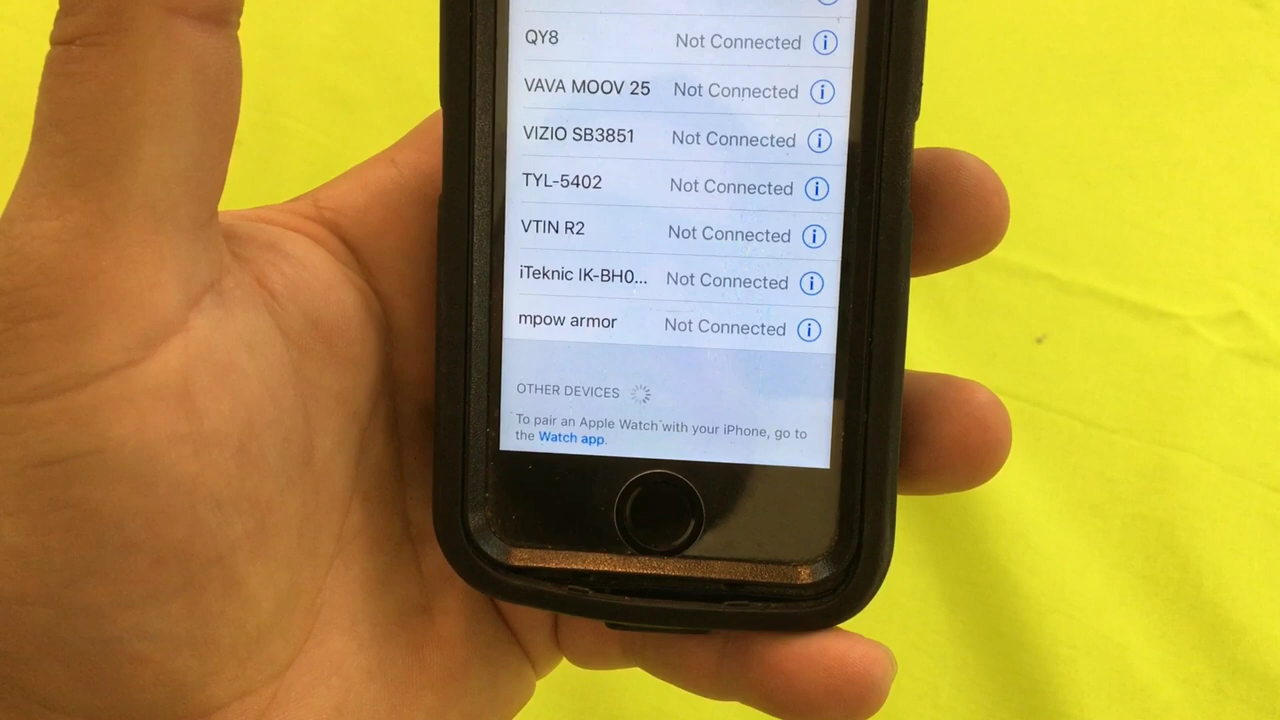 QY8 Not Connected
VAVA MOOV 25 Not Connected
VIZIO SB3851 Not Connected
TYL-5402 Not Connected
VTIN R2 Not Connected
iTeknic IK-BH0... Not Connected
mpow armor Not Connected
OTHER DEVICES
To pair an Apple Watch with your iPhone, go to
the Watch app.